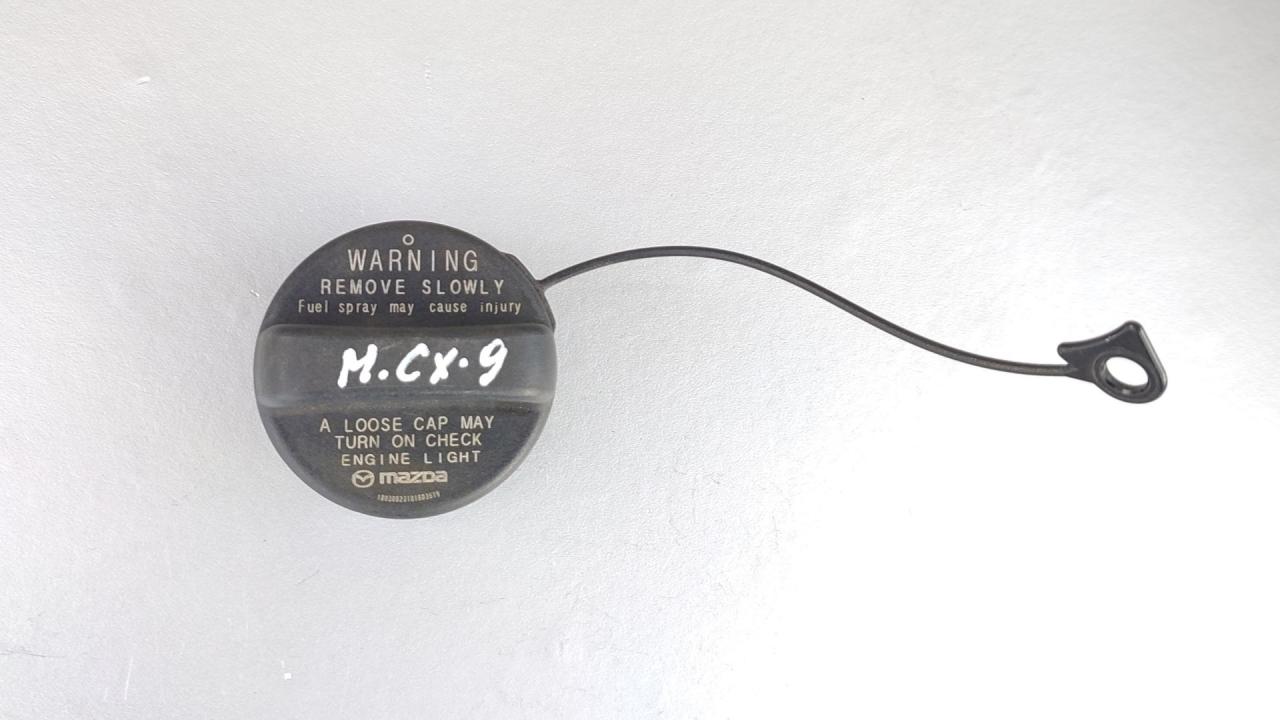 WARNING
REMOVE SLOWLY
Fuel spray may cause injury
M.CX.9
A LOOSE CAP MAY
TURN ON CHECK
ENGINE LIGHT
mazda